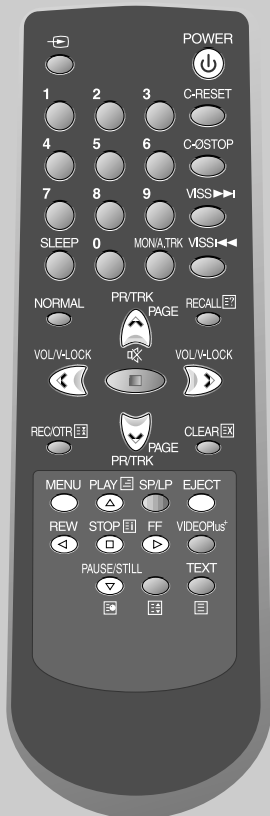 POWER
1 2 3 C-RESET
4 5 6 C-ØSTOP
7 8 9 VISS
SLEEP 0 MON/A.TRK VISS
NORMAL PR/TRK PAGE RECALL
VOL/V-LOCK VOL/V-LOCK
REC/OTR PAGE CLEAR
PR/TRK
MENU PLAY SP/LP EJECT
REW STOP FF VIDEOPlus+
PAUSE/STILL TEXT